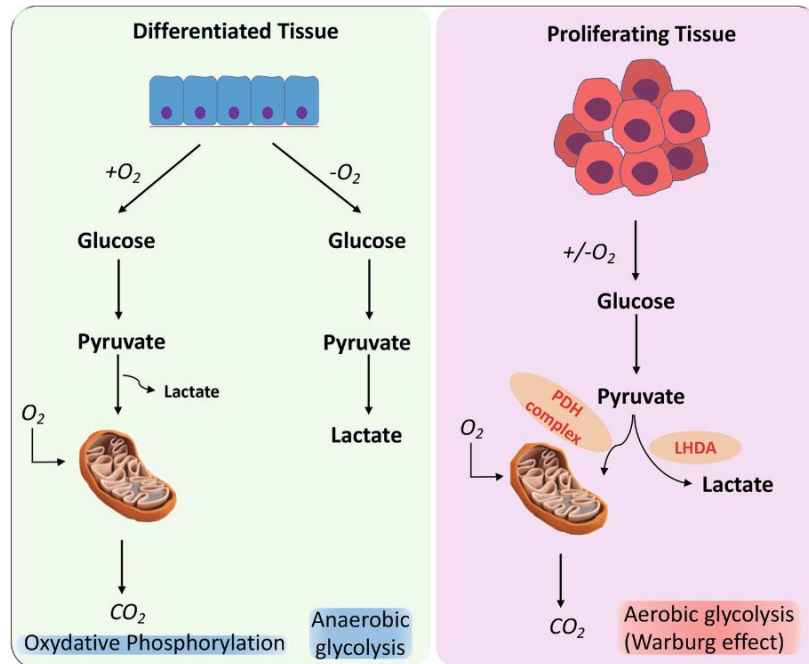 Differentiated Tissue
+O₂
-O₂
Glucose
Glucose
Pyruvate
Pyruvate
Lactate
O₂
Lactate
CO₂
Oxydative Phosphorylation
Anaerobic
glycolysis
Proliferating Tissue
+/-O₂
Glucose
Pyruvate
PDH
complex
LHDA
O₂
Lactate
CO₂
Aerobic glycolysis
(Warburg effect)